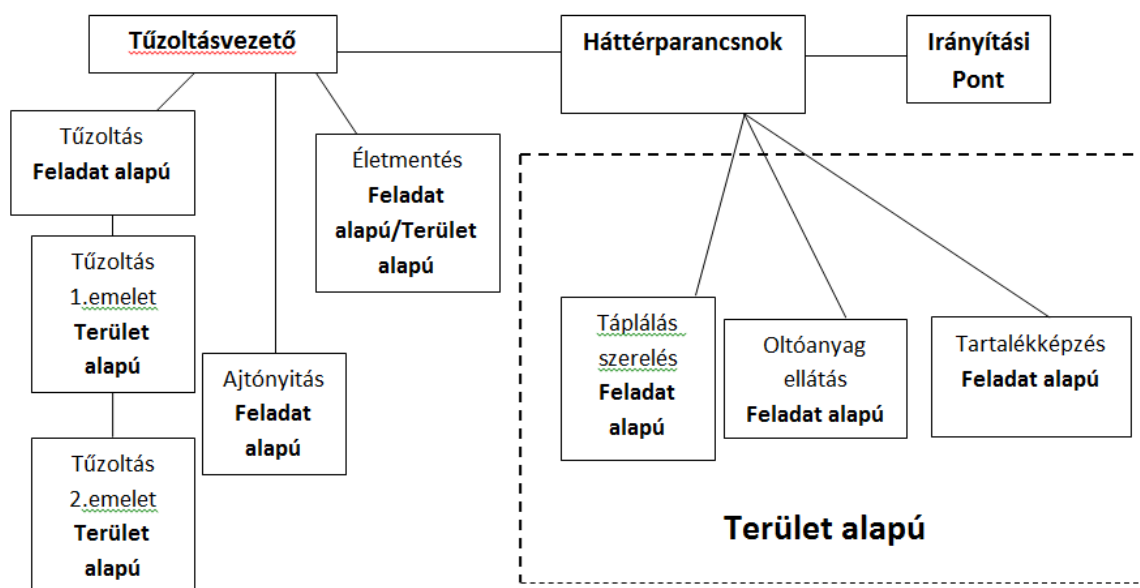 Tűzoltásvezető
Háttérparancsnok
Irányítási
Pont
Tűzoltás
Feladat alapú
Életmentés
Feladat
alapú/Terület
alapú
Tűzoltás
1.emelet
Terület
alapú
Ajtónyitás
Feladat
alapú
Tűzoltás
2.emelet
Terület
alapú
Táplálás
szerelés
Feladat
alapú
Oltóanyag
ellátás
Feladat alapú
Tartalékképzés
Feladat alapú
Terület alapú